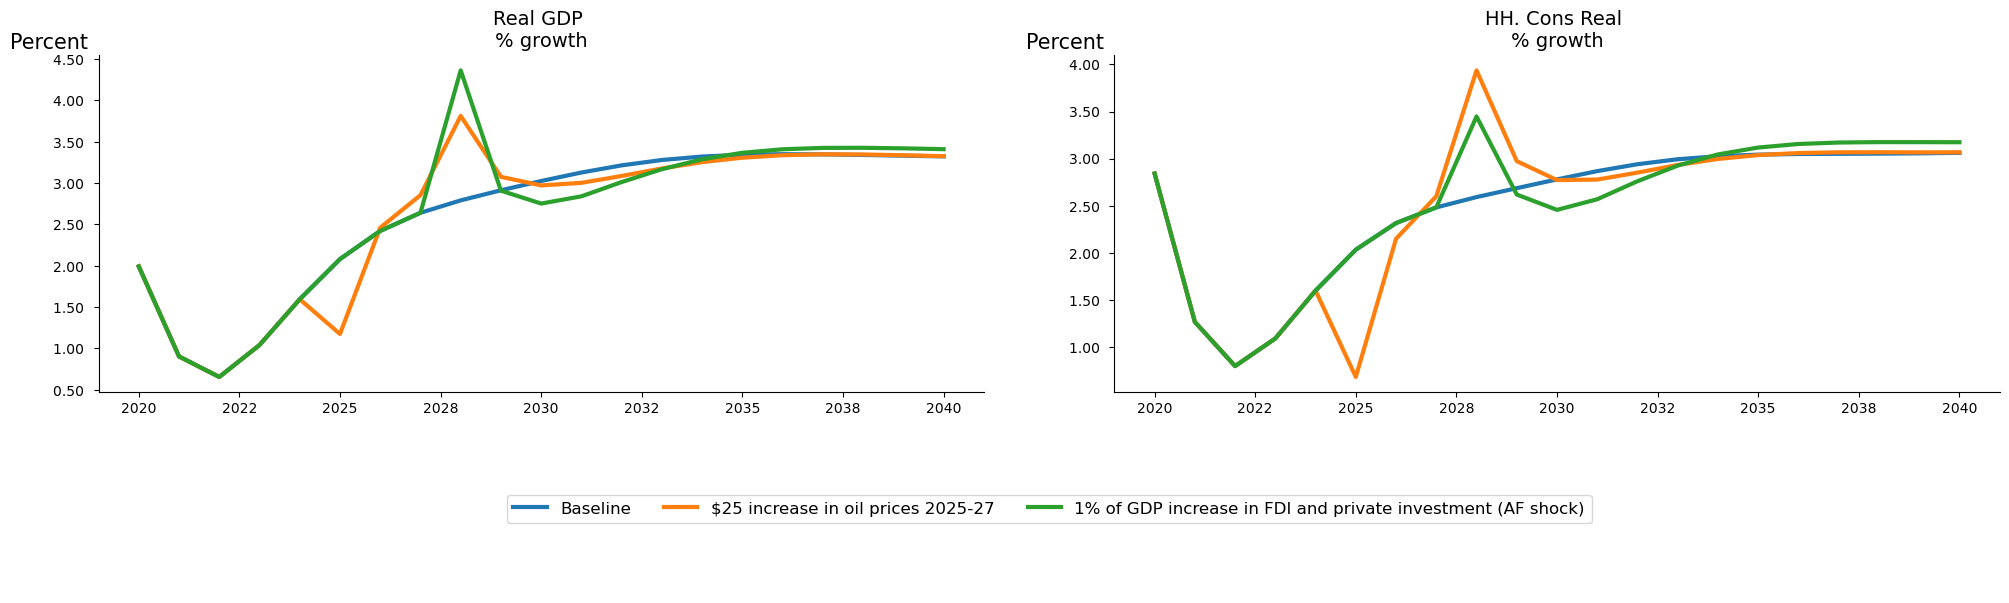 Real GDP
% growth
Percent
4.50
4.00
3.50
3.00
2.50
2.00
1.50
1.00
0.50
2020 2022 2025 2028 2030 2032 2035 2038 2040
HH. Cons Real
% growth
Percent
4.00
3.50
3.00
2.50
2.00
1.50
1.00
2020 2022 2025 2028 2030 2032 2035 2038 2040
Baseline $25 increase in oil prices 2025-27 1% of GDP increase in FDI and private investment (AF shock)